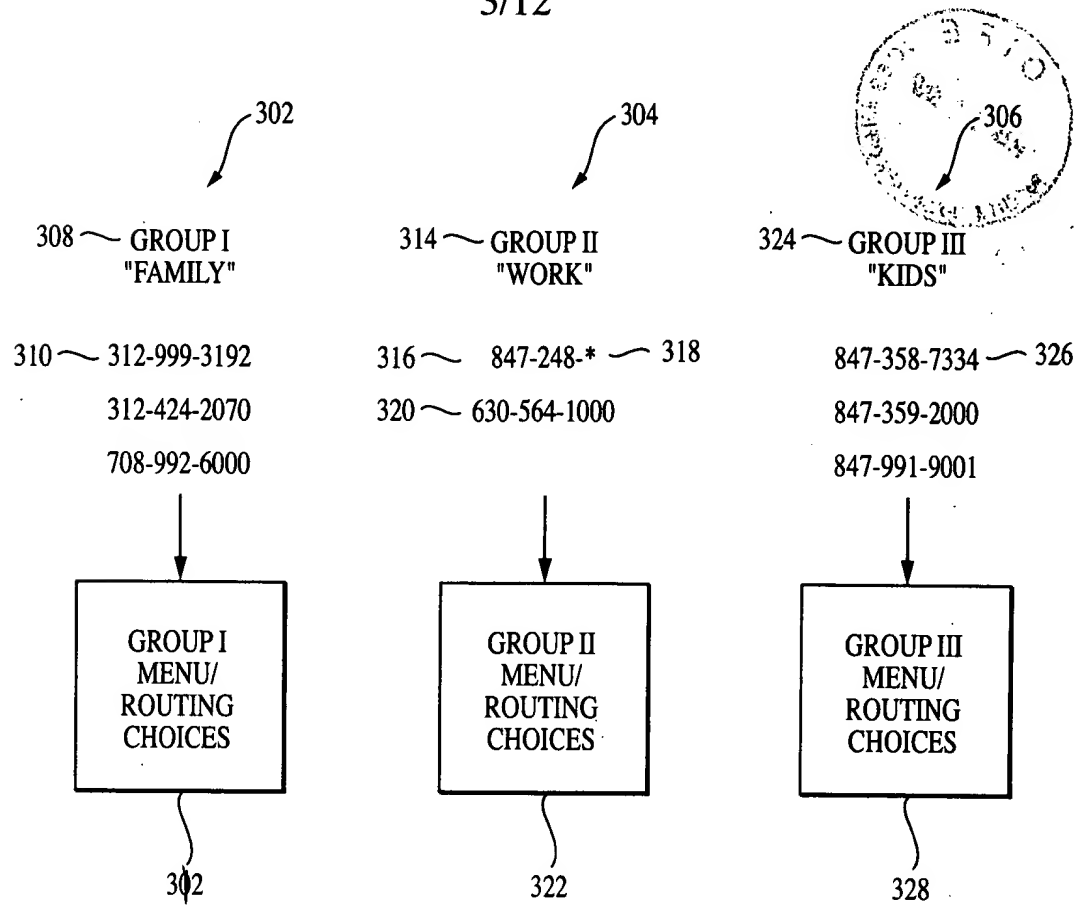 3/12
302
304
306
308 GROUP I
"FAMILY"
314 GROUP II
"WORK"
324 GROUP III
"KIDS"
310 312-999-3192
312-424-2070
708-992-6000
316 847-248-* 318
320 630-564-1000
847-358-7334 326
847-359-2000
847-991-9001
GROUP I
MENU/
ROUTING
CHOICES
GROUP II
MENU/
ROUTING
CHOICES
GROUP III
MENU/
ROUTING
CHOICES
302
322
328